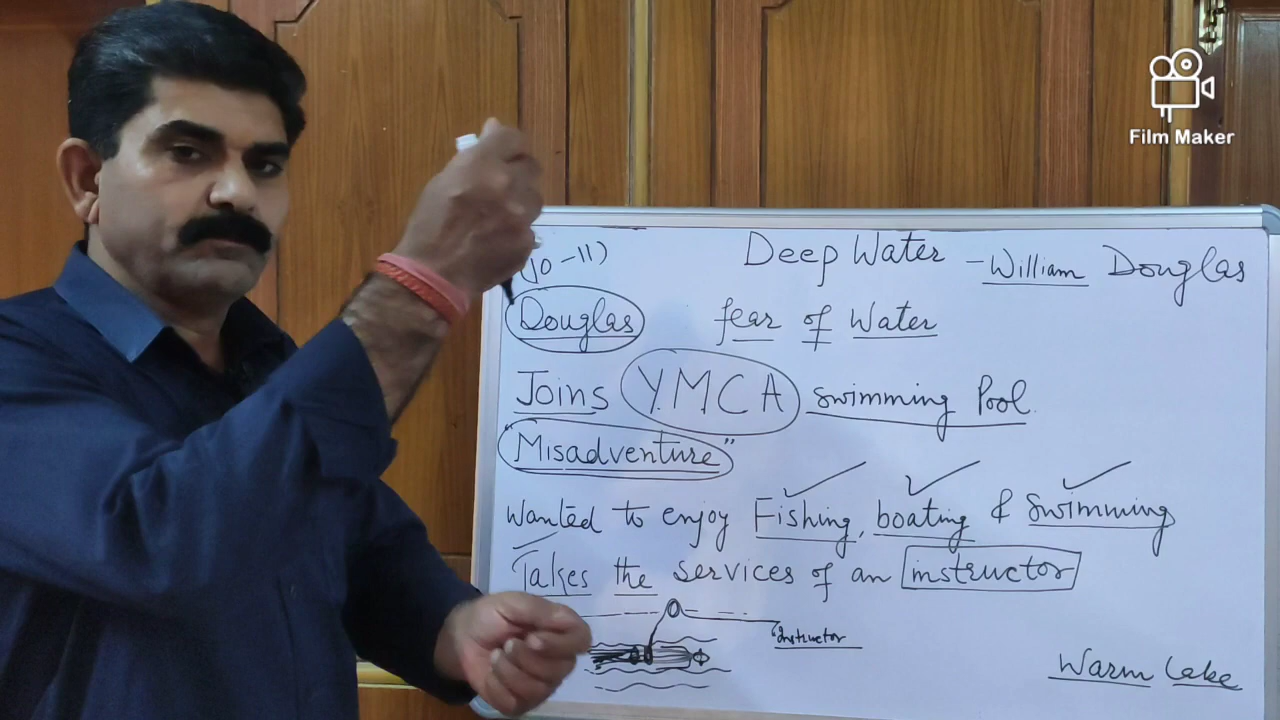 Film Maker
(10-11) Deep Water - William Douglas
Douglas fear of Water
Joins Y.M.C.A swimming Pool.
"Misadventure"
Wanted to enjoy Fishing, boating & Swimming
Takes the services of an instructor
Instructor
Warm Lake